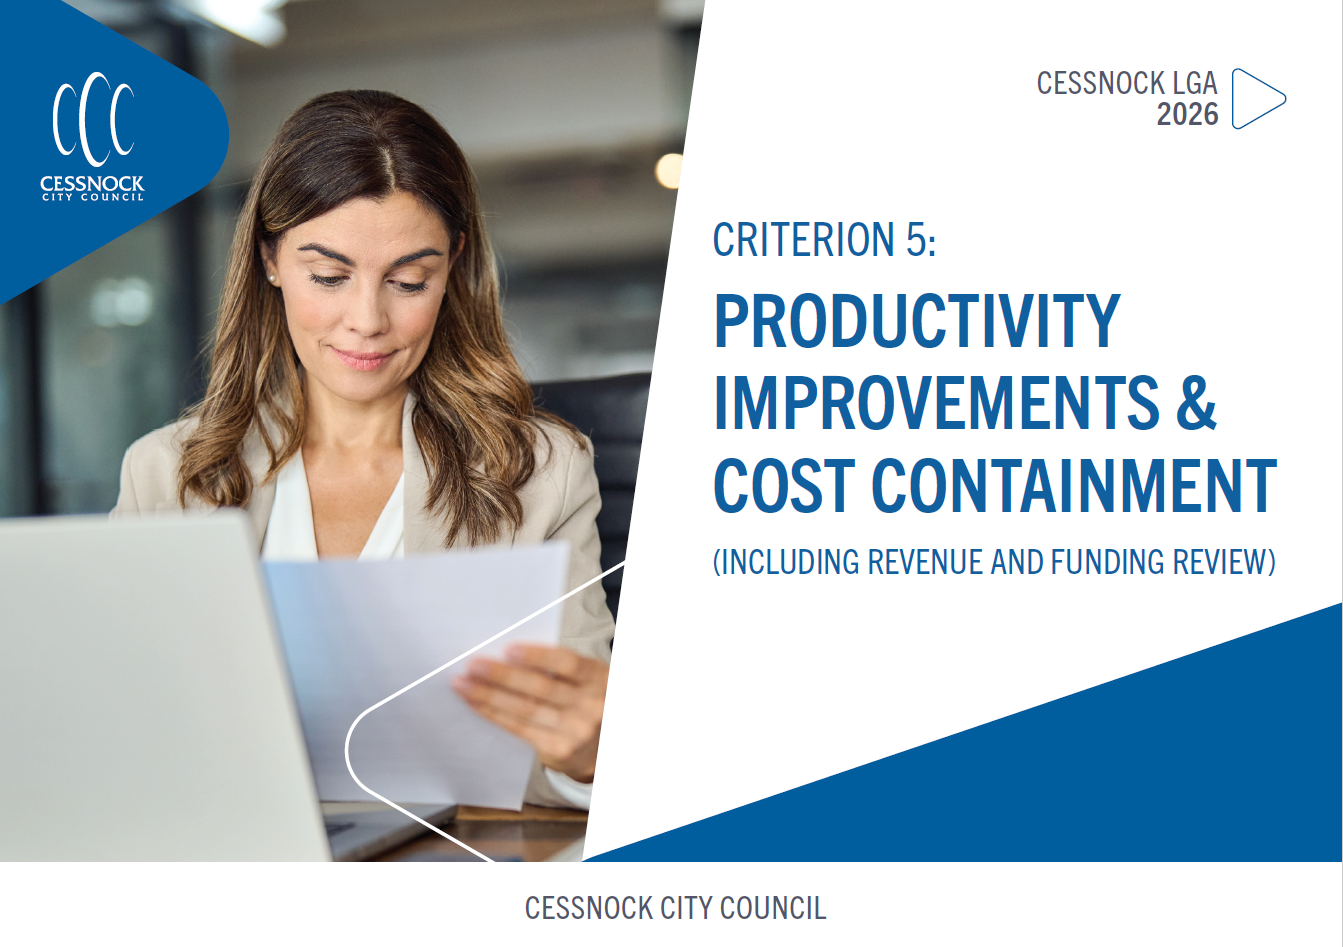 CESSNOCK
CITY COUNCIL
CESSNOCK LGA
2026
CRITERION 5:
PRODUCTIVITY
IMPROVEMENTS &
COST CONTAINMENT
(INCLUDING REVENUE AND FUNDING REVIEW)
CESSNOCK CITY COUNCIL